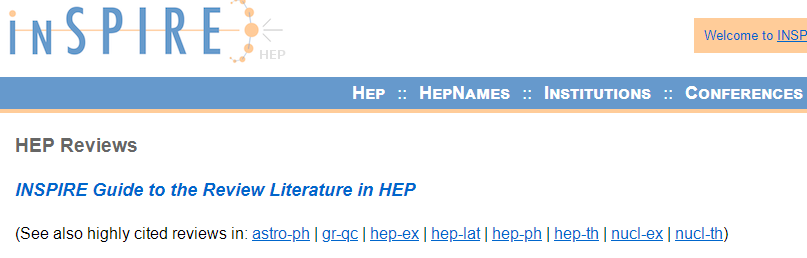 inSPIRE
HEP
Welcome to INSP
HEP :: HEPNAMES :: INSTITUTIONS :: CONFERENCES
HEP Reviews
INSPIRE Guide to the Review Literature in HEP
(See also highly cited reviews in: astro-ph | gr-qc | hep-ex | hep-lat | hep-ph | hep-th | nucl-ex | nucl-th)